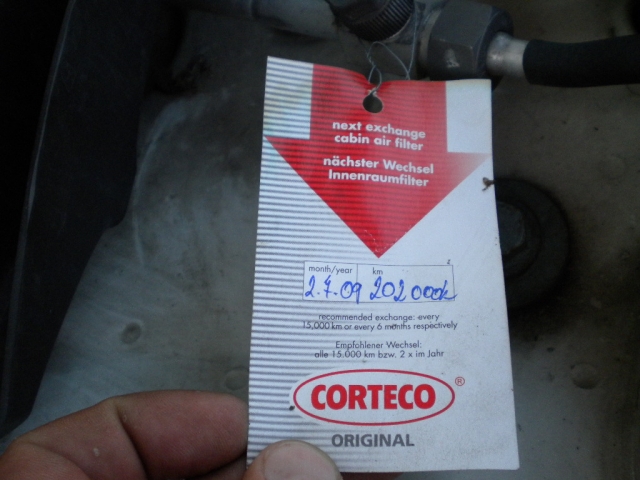 next exchange
cabin air filter
nächster Wechsel
Innenraumfilter
month/year km
2.7.09 202 000k
recommended exchange: every
15,000 km or every 6 months respectively
Empfohlener Wechsel:
alle 15.000 km bzw. 2 x im Jahr
CORTECO®
ORIGINAL